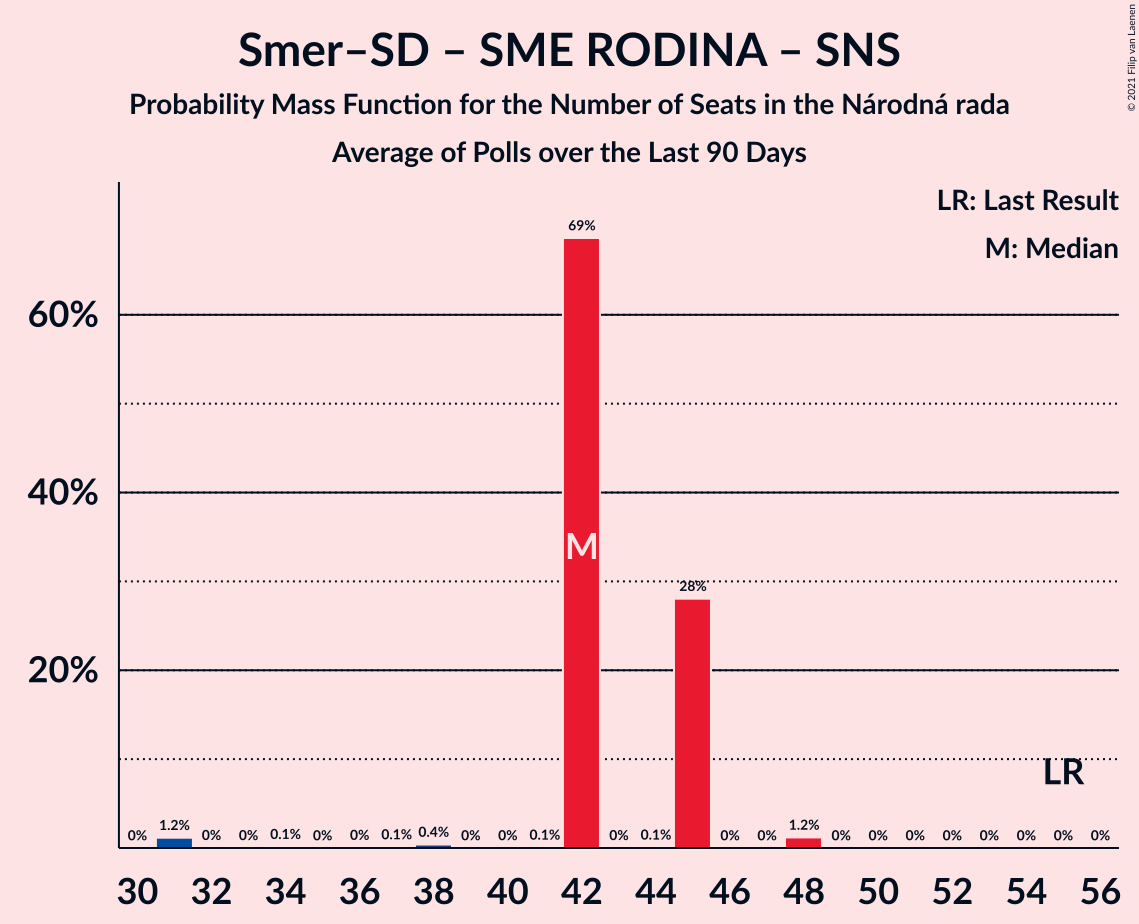 Smer–SD – SME RODINA – SNS
Probability Mass Function for the Number of Seats in the Národná rada
Average of Polls over the Last 90 Days
© 2021 Filip van Laenen
LR: Last Result
M: Median
69%
60%
40%
M
28%
20%
LR
0% 1.2% 0% 0% 0.1% 0% 0% 0.1% 0.4% 0% 0% 0.1% 0% 0.1% 0% 0% 1.2% 0% 0% 0% 0% 0% 0% 0% 0%
30 32 34 36 38 40 42 44 46 48 50 52 54 56